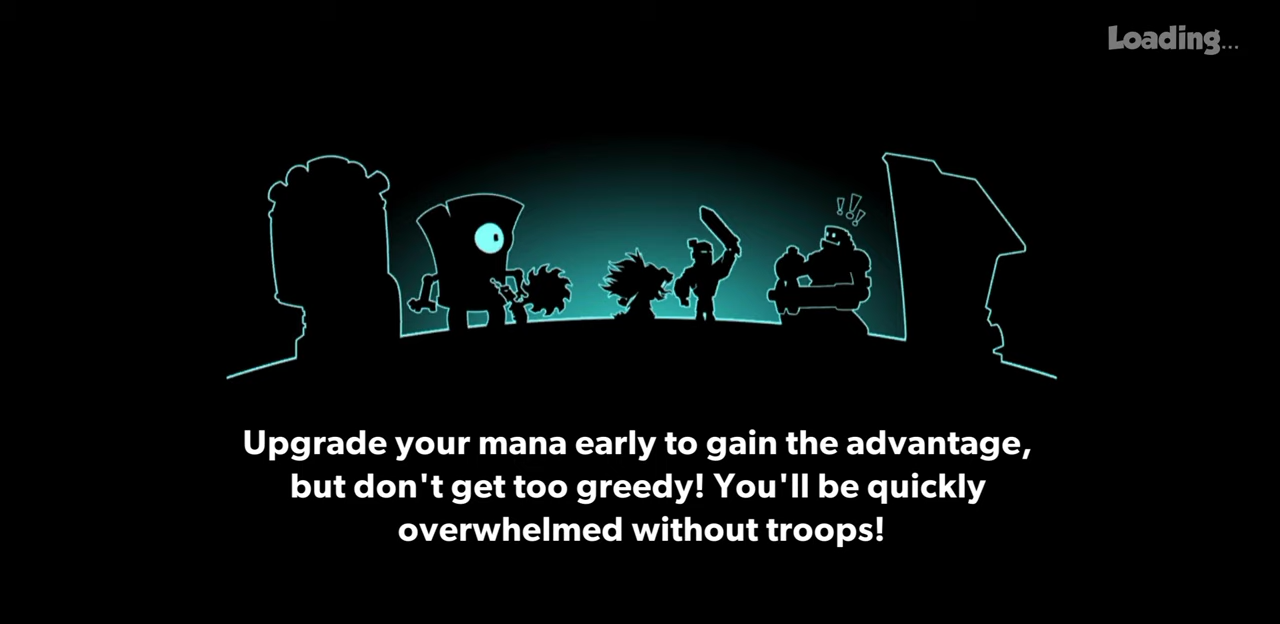 Loading...
!!!
Upgrade your mana early to gain the advantage,
but don't get too greedy! You'll be quickly
overwhelmed without troops!